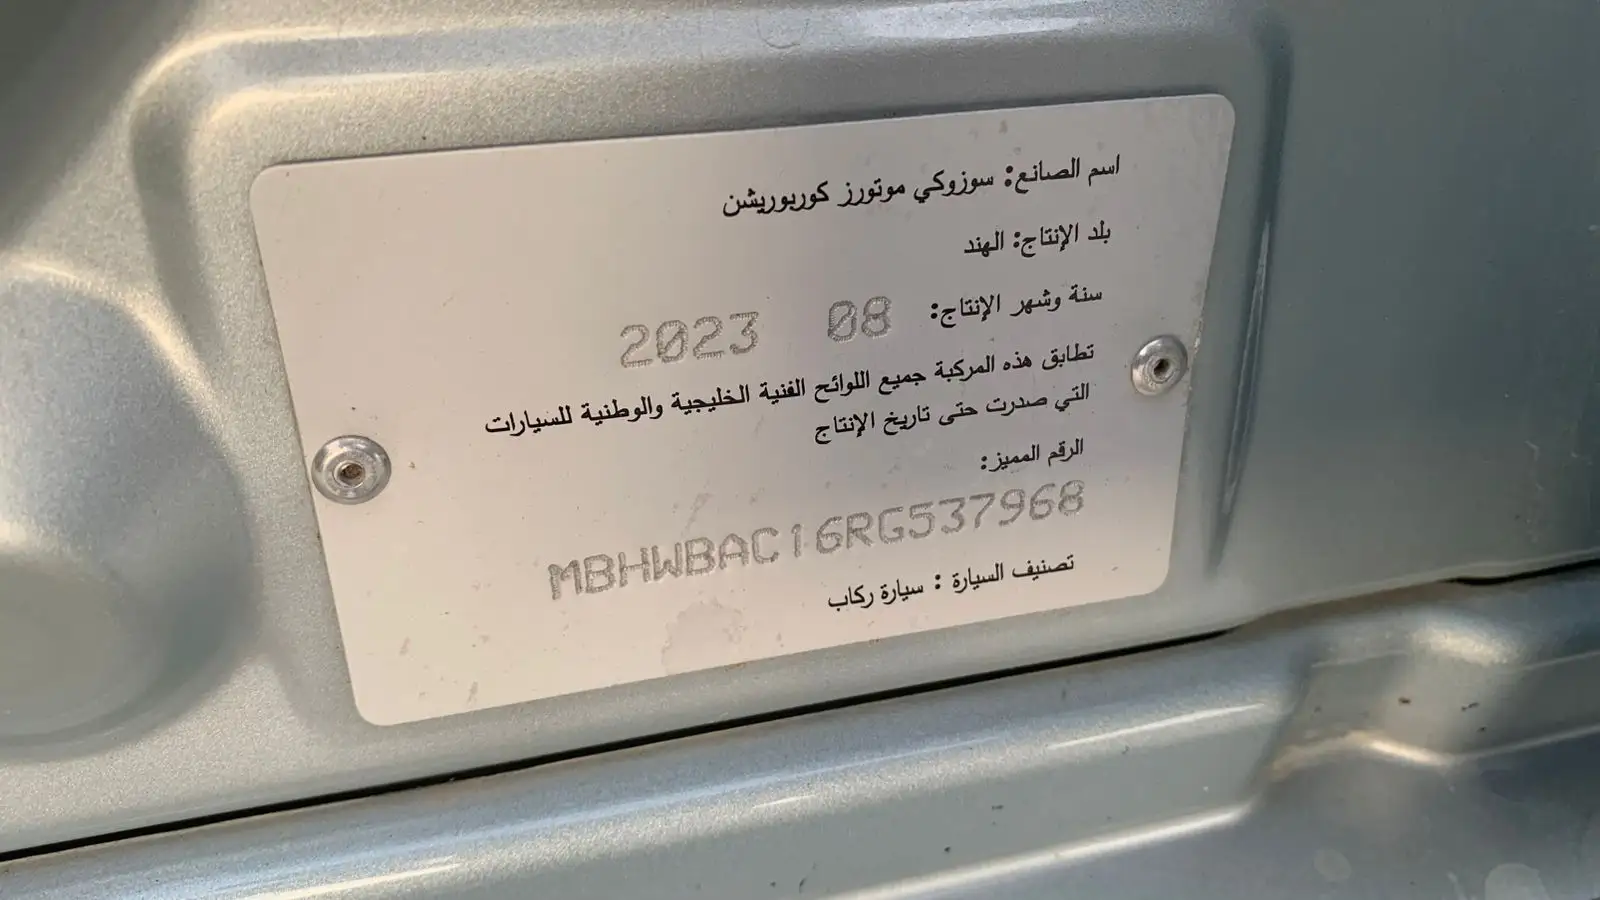 اسم الصانع: سوزوكي موتورز كوربوريشن
بلد الإنتاج: الهند
سنة وشهر الإنتاج: 08 2023
تطابق هذه المركبة جميع اللوائح الفنية الخليجية والوطنية للسيارات
التي صدرت حتى تاريخ الإنتاج
الرقم المميز:
MBHWBAC16RG537968
تصنيف السيارة : سيارة ركاب